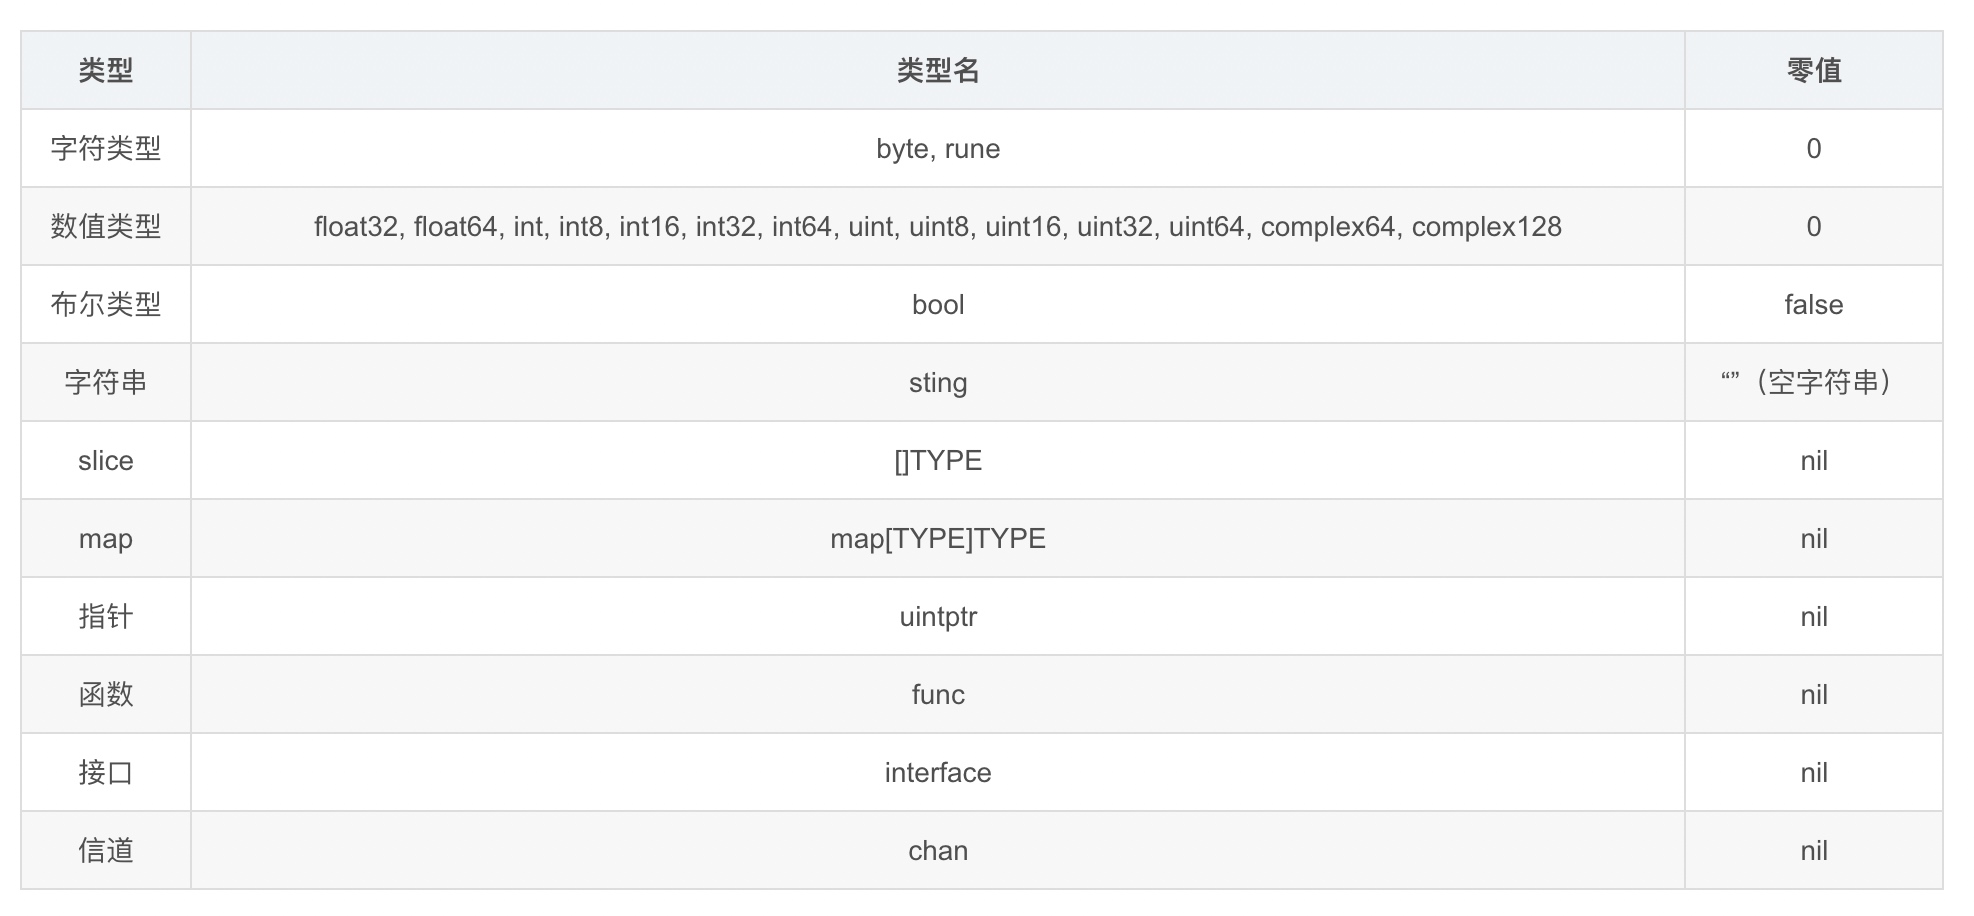 类型 类型名 零值
字符类型 byte, rune 0
数值类型 float32, float64, int, int8, int16, int32, int64, uint, uint8, uint16, uint32, uint64, complex64, complex128 0
布尔类型 bool false
字符串 sting “”（空字符串）
slice []TYPE nil
map map[TYPE]TYPE nil
指针 uintptr nil
函数 func nil
接口 interface nil
信道 chan nil